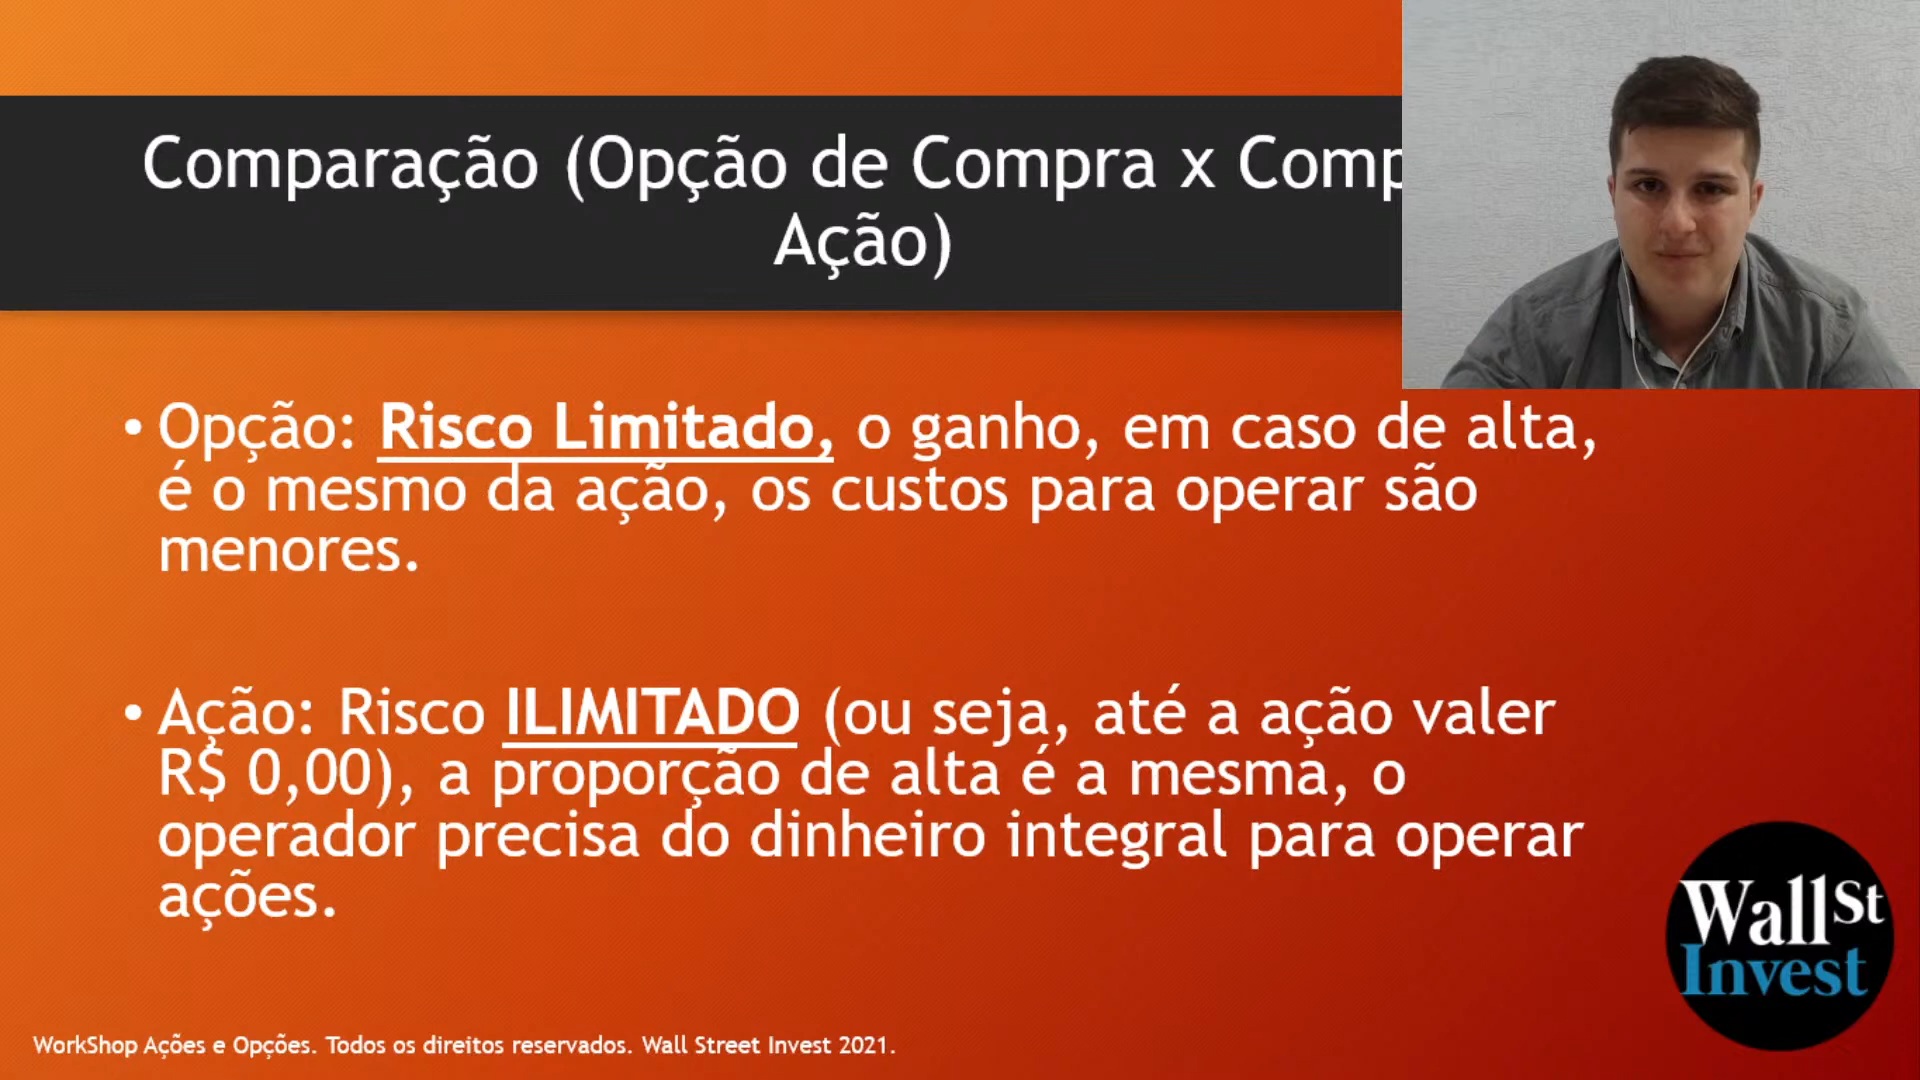 Comparação (Opção de Compra x Comp
Ação)
• Opção: Risco Limitado, o ganho, em caso de alta,
é o mesmo da ação, os custos para operar são
menores.
• Ação: Risco ILIMITADO (ou seja, até a ação valer
R$ 0,00), a proporção de alta é a mesma, o
operador precisa do dinheiro integral para operar
ações.
Wall St
Invest
WorkShop Ações e Opções. Todos os direitos reservados. Wall Street Invest 2021.